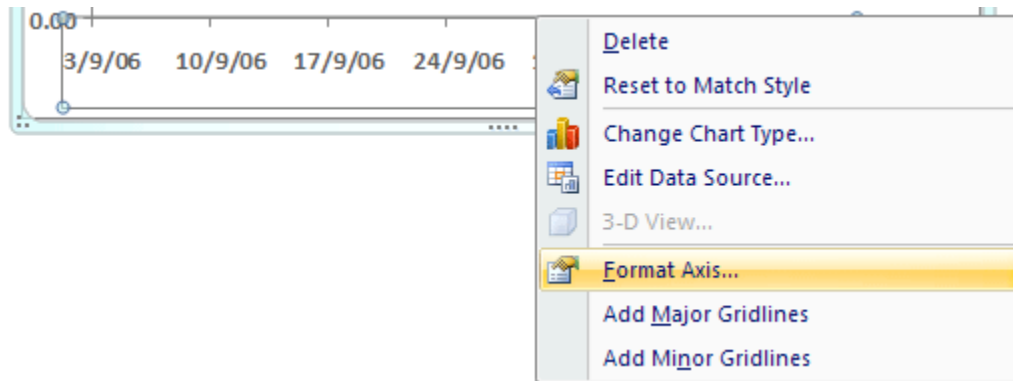 0.00
3/9/06 10/9/06 17/9/06 24/9/06
Delete
Reset to Match Style
Change Chart Type...
Edit Data Source...
3-D View...
Format Axis...
Add Major Gridlines
Add Minor Gridlines